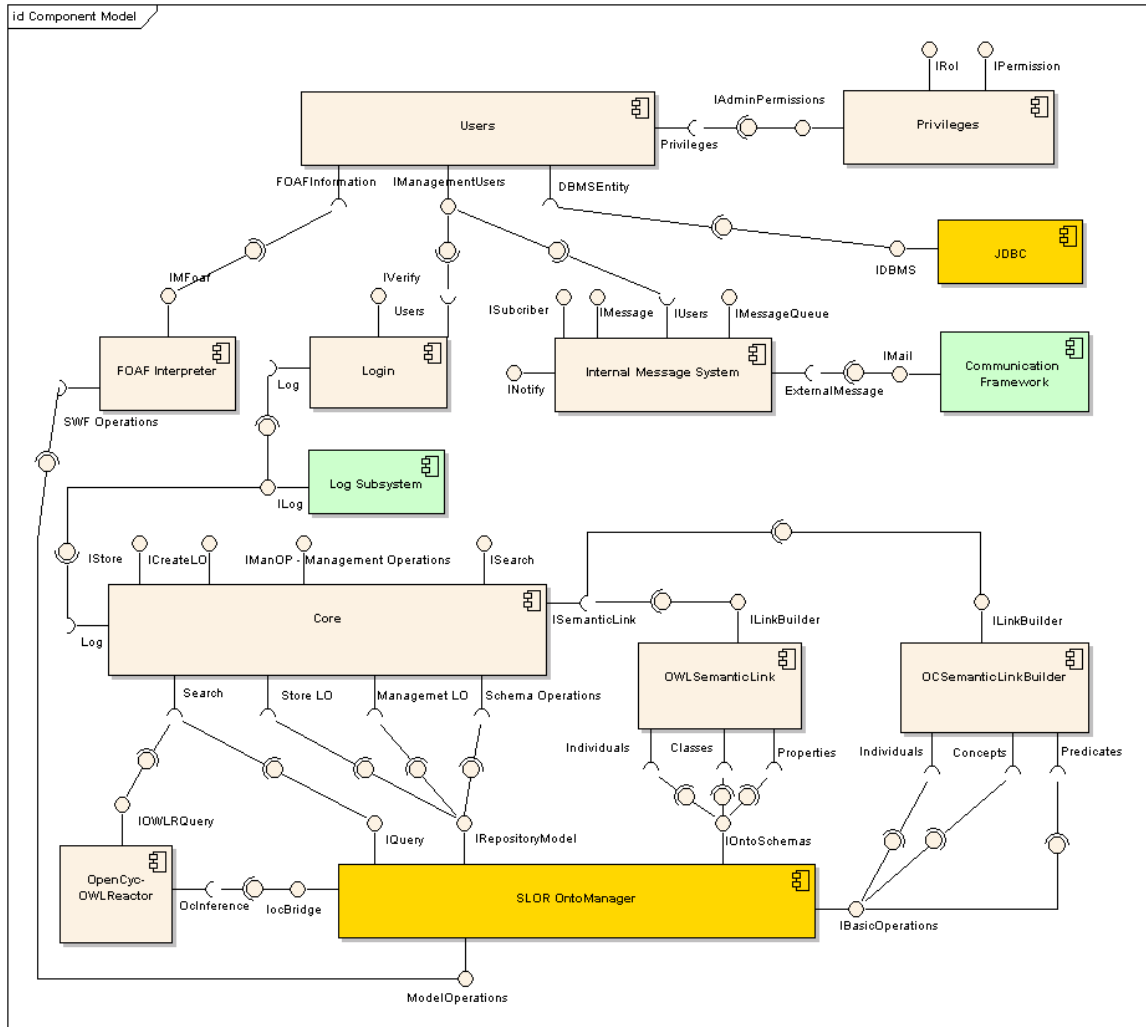 id Component Model
IRol
IPermission
IAdminPermissions
Users
Privileges
Privileges
FOAFInformation
IManagementUsers
DBMSEntity
JDBC
IDBMS
IMFoaf
IVerify
Users
ISubcriber
IMessage
IUsers
IMessageQueue
FOAF Interpreter
Login
Log
Internal Message System
INotify
ExternalMessage
IMail
Communication
Framework
SWF Operations
Log Subsystem
ILog
IStore
ICreateLO
IManOP - Management Operations
ISearch
Core
Log
ISemanticLink
ILinkBuilder
ILinkBuilder
OWLSemanticLink
OCSemanticLinkBuilder
Search
Store LO
Managemet LO
Schema Operations
Individuals
Classes
Properties
Individuals
Concepts
Predicates
IOWLRQuery
IQuery
IRepositoryModel
IOntoSchemas
OpenCyc-
OWLReactor
OcInference
IocBridge
SLOR OntoManager
IBasicOperations
ModelOperations